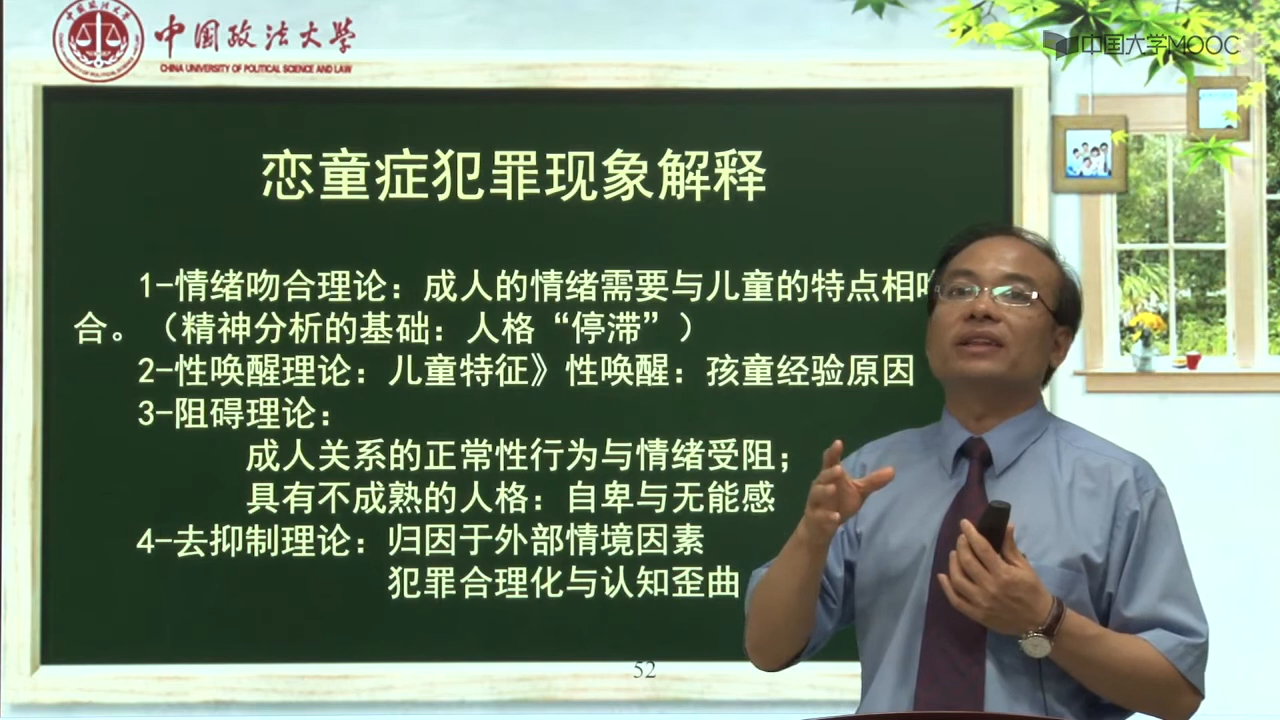 中国政法大学
CHINA UNIVERSITY OF POLITICAL SCIENCE AND LAW
中国大学MOOC
恋童症犯罪现象解释
1-情绪吻合理论：成人的情绪需要与儿童的特点相
合。（精神分析的基础：人格“停滞”）
2-性唤醒理论：儿童特征》性唤醒：孩童经验原因
3-阻碍理论：
成人关系的正常性行为与情绪受阻；
具有不成熟的人格：自卑与无能感
4-去抑制理论：归因于外部情境因素
犯罪合理化与认知歪曲
52